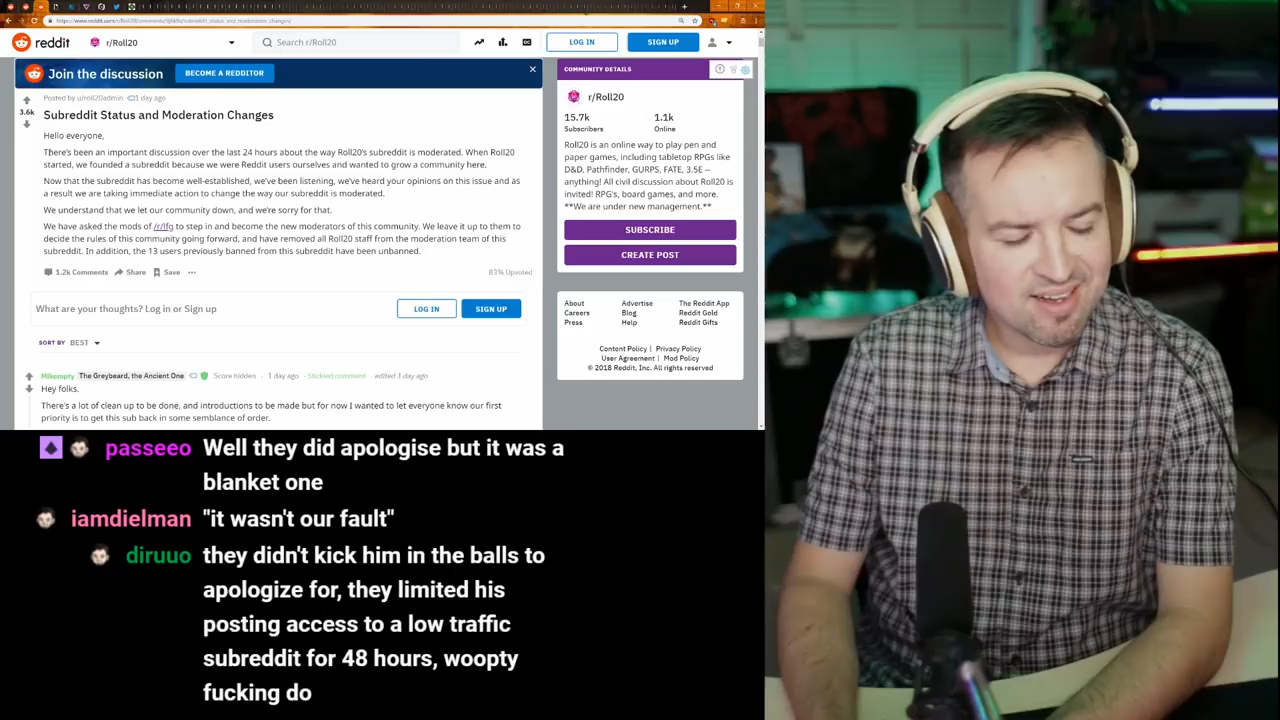 https://www.reddit.com/r/Roll20/comments/
subreddit_status_and_moderation_changes/
reddit
r/Roll20
Search r/Roll20
LOG IN
SIGN UP
Join the discussion
BECOME A REDDITOR
Posted by u/roll20admin 1 day ago
3.6k
Subreddit Status and Moderation Changes
Hello everyone,
There's been an important discussion over the last 24 hours about the way Roll20's subreddit is moderated. When Roll20
started, we founded a subreddit because we were Reddit users ourselves and wanted to grow a community here.
Now that the subreddit has become well-established, we've been listening, we've heard your opinions on this issue and as
a result we are taking immediate action to change the way our subreddit is moderated.
We understand that we let our community down, and we're sorry for that.
We have asked the mods of /r/lfg to step in and become the new moderators of this community. We leave it up to them to
decide the rules of this community going forward, and have removed all Roll20 staff from the moderation team of this
subreddit. In addition, the 13 users previously banned from this subreddit have been unbanned.
1.2k Comments Share Save ...
83% Upvoted
What are your thoughts? Log in or Sign up
LOG IN
SIGN UP
SORT BY BEST
Mikempty The Greybeard, the Ancient One Score hidden · 1 day ago · Stickied comment · edited 1 day ago
Hey folks.
There's a lot of clean up to be done, and introductions to be made but for now I wanted to let everyone know our first
priority is to get this sub back in some semblance of order.
COMMUNITY DETAILS
r/Roll20
15.7k
Subscribers
1.1k
Online
Roll20 is an online way to play pen and
paper games, including tabletop RPGs like
D&D, Pathfinder, GURPS, FATE, 3.5E --
anything! All civil discussion about Roll20 is
invited! RPG's, board games, and more.
**We are under new management.**
SUBSCRIBE
CREATE POST
About Advertise The Reddit App
Careers Blog Reddit Gold
Press Help Reddit Gifts
Content Policy | Privacy Policy
User Agreement | Mod Policy
© 2018 Reddit, Inc. All rights reserved
passeeo Well they did apologise but it was a
blanket one
iamdielman "it wasn't our fault"
diruuo they didn't kick him in the balls to
apologize for, they limited his
posting access to a low traffic
subreddit for 48 hours, woopty
fucking do